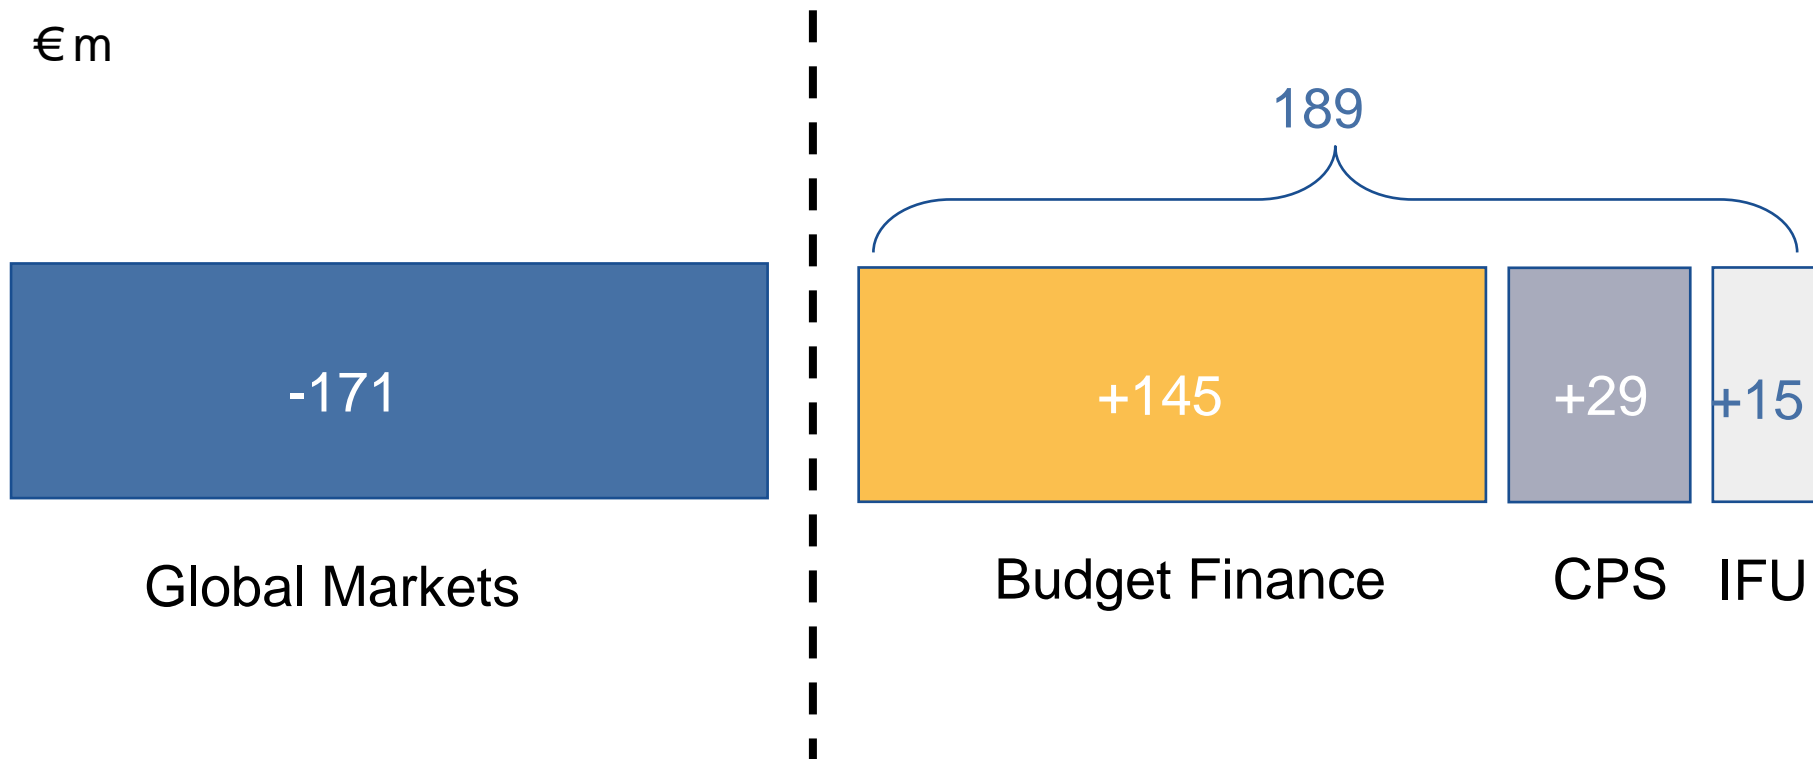 €m
189
-171
+145
+29
+15
Global Markets
Budget Finance
CPS
IFU